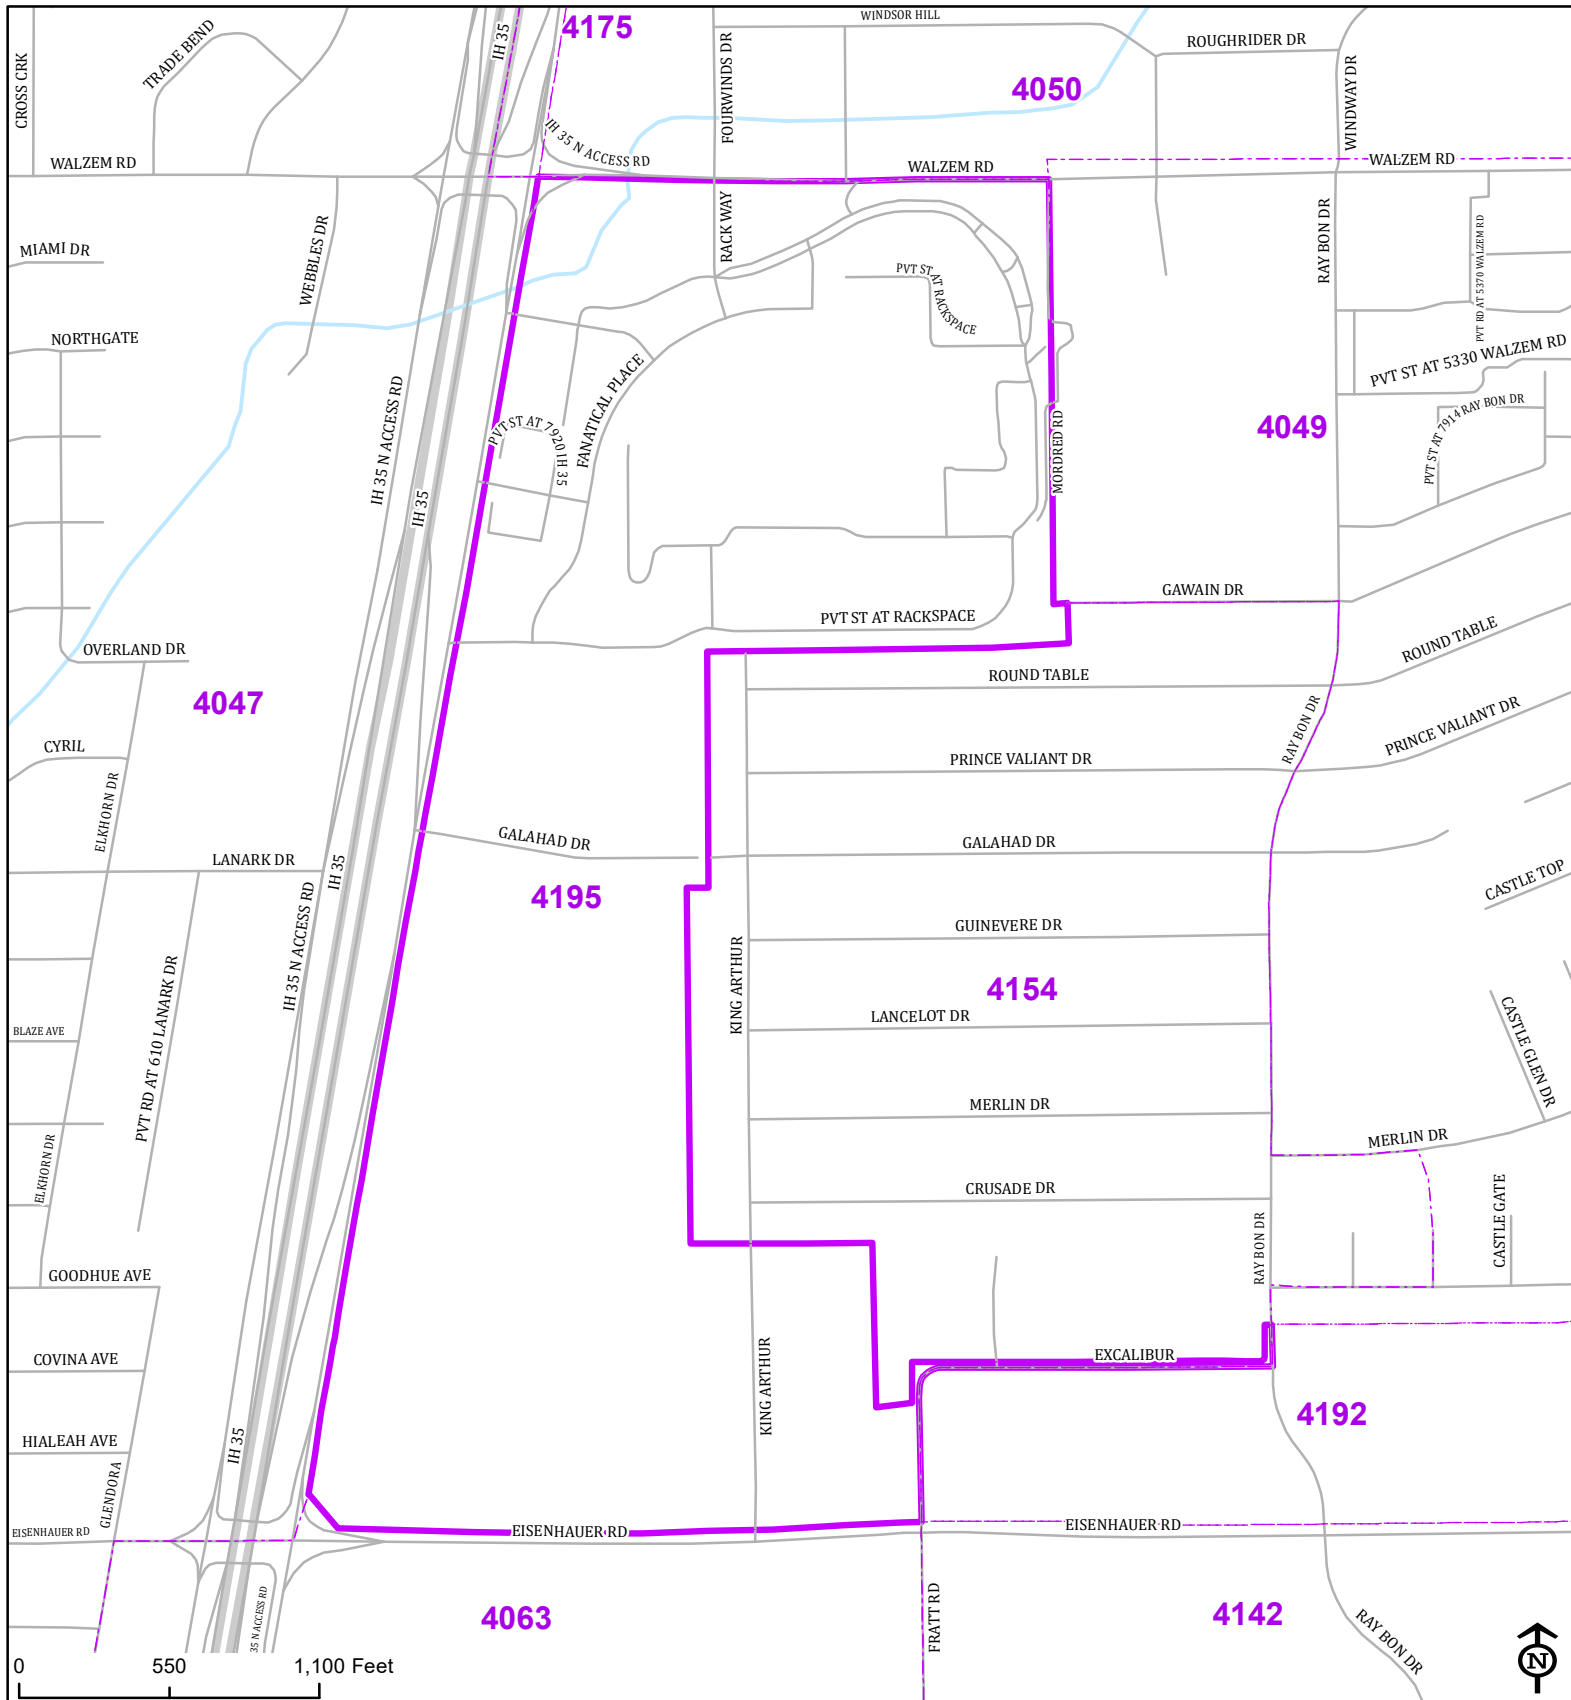 4175
WINDSOR HILL
ROUGHRIDER DR
TRADE BEND
IH 35
CROSS CRK
FOURWINDS DR
4050
WINDWAY DR
IH 35 N ACCESS RD
WALZEM RD
WALZEM RD
WALZEM RD
RACK WAY
RAY BON DR
MIAMI DR
WEBBLES DR
PVT ST AT RACKSPACE
PVT RD AT 5370 WALZEM RD
NORTHGATE
PVT ST AT 5330 WALZEM RD
FANATICAL PLACE
IH 35 N ACCESS RD
PVT ST AT 7920 IH 35
4049
PVT ST AT 7914 RAY BON DR
MORDRED RD
IH 35
GAWAIN DR
PVT ST AT RACKSPACE
OVERLAND DR
ROUND TABLE
ROUND TABLE
4047
RAY BON DR
PRINCE VALIANT DR
CYRIL
PRINCE VALIANT DR
ELKHORN DR
GALAHAD DR
GALAHAD DR
LANARK DR
IH 35
CASTLE TOP
4195
GUINEVERE DR
IH 35 N ACCESS RD
KING ARTHUR
4154
PVT RD AT 610 LANARK DR
LANCELOT DR
BLAZE AVE
CASTLE GLEN DR
MERLIN DR
MERLIN DR
ELKHORN DR
CRUSADE DR
CASTLE GATE
RAY BON DR
GOODHUE AVE
COVINA AVE
EXCALIBUR
KING ARTHUR
4192
HIALEAH AVE
IH 35
GLENDORA
EISENHAUER RD
EISENHAUER RD
EISENHAUER RD
4063
4142
35 N ACCESS RD
FRATT RD
RAY BON DR
N
0 550 1,100 Feet